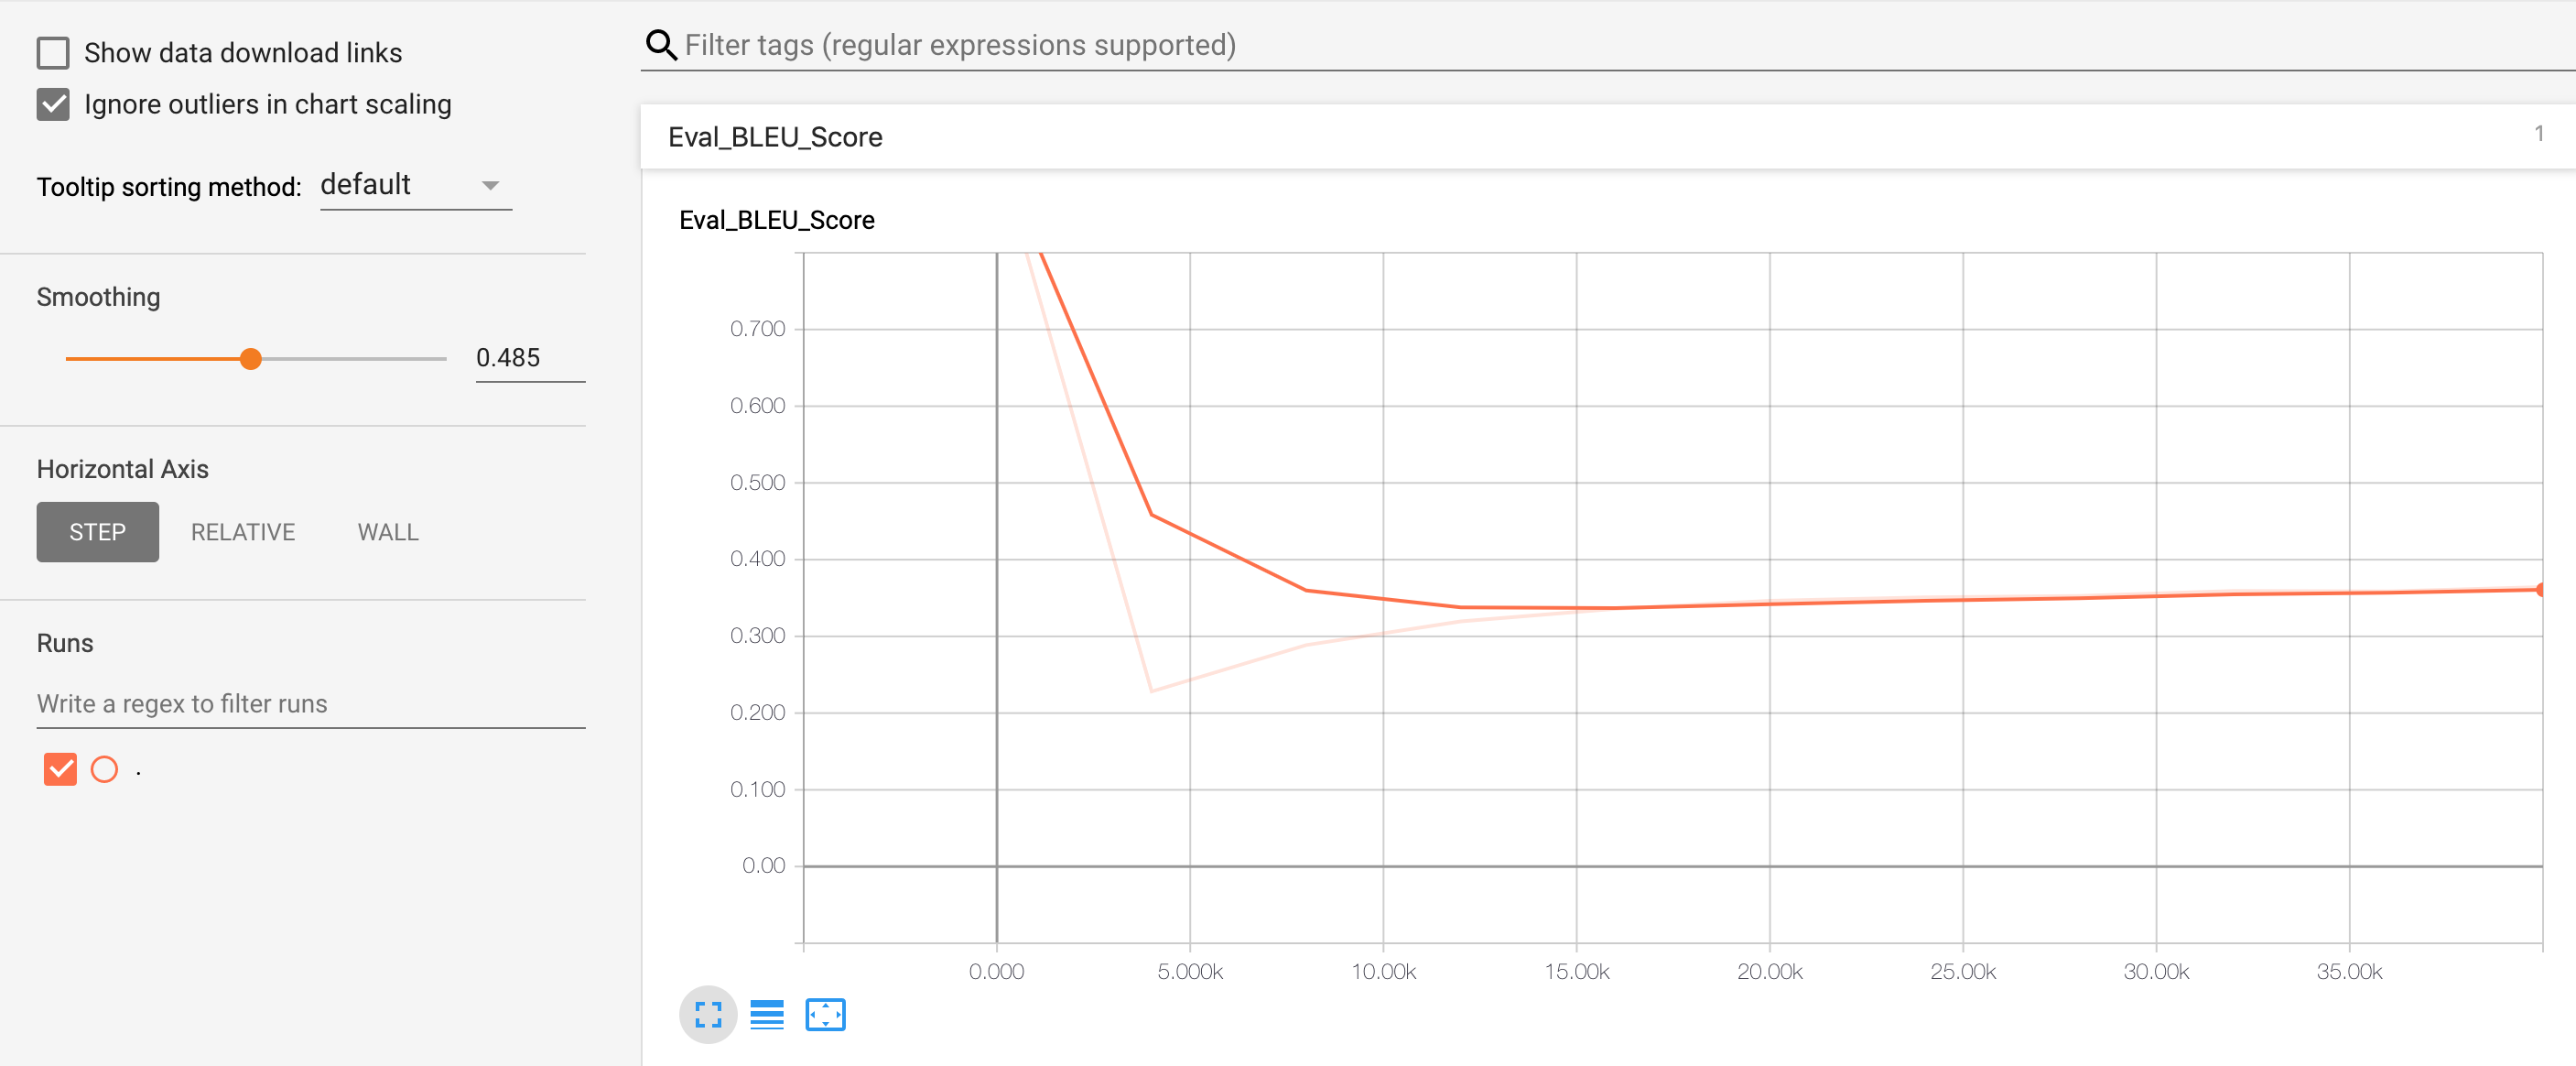 Show data download links
Ignore outliers in chart scaling
Tooltip sorting method: default
Smoothing
0.485
Horizontal Axis
STEP RELATIVE WALL
Runs
Write a regex to filter runs
.
Filter tags (regular expressions supported)
Eval_BLEU_Score 1
Eval_BLEU_Score
0.700
0.600
0.500
0.400
0.300
0.200
0.100
0.00
0.000 5.000k 10.00k 15.00k 20.00k 25.00k 30.00k 35.00k